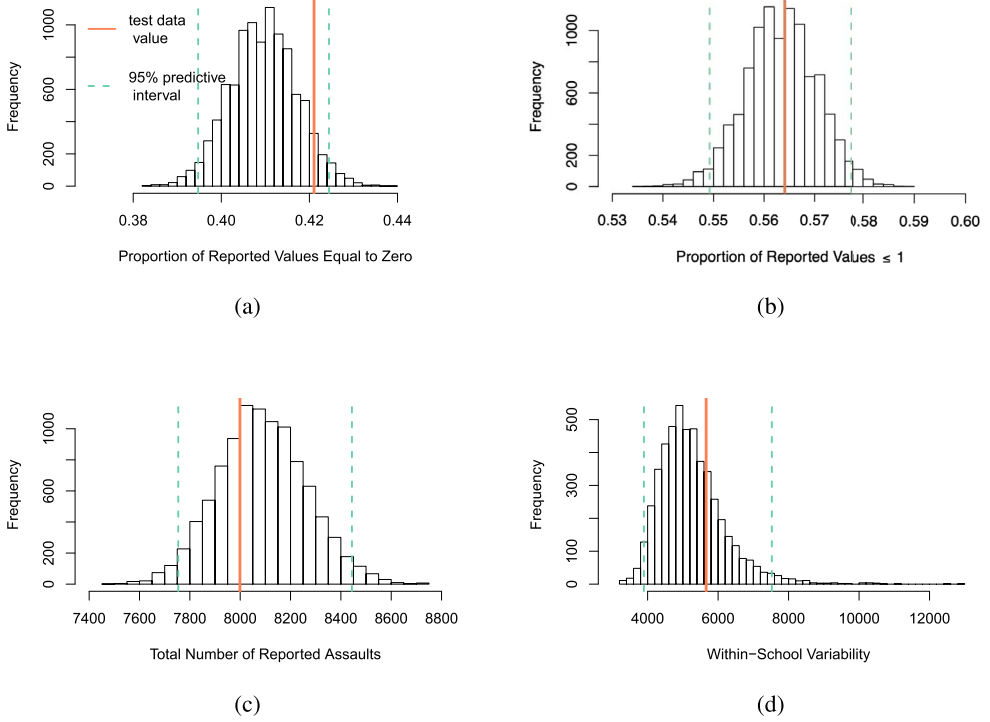 test data
value
95% predictive
interval
Frequency
0 200 600 1000
0.38 0.40 0.42 0.44
Proportion of Reported Values Equal to Zero
(a)
Frequency
0 200 600 1000
0.53 0.54 0.55 0.56 0.57 0.58 0.59 0.60
Proportion of Reported Values ≤ 1
(b)
Frequency
0 200 600 1000
7400 7800 8000 8200 8400 8600 8800
Total Number of Reported Assaults
(c)
Frequency
0 100 300 500
4000 6000 8000 10000 12000
Within−School Variability
(d)